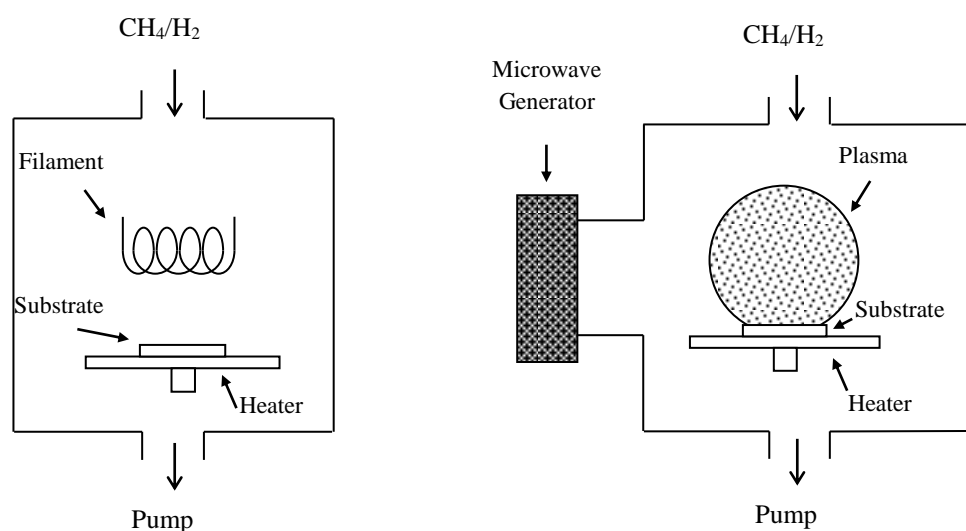 CH₄/H₂
Filament
Substrate
Heater
Pump
CH₄/H₂
Microwave
Generator
Plasma
Substrate
Heater
Pump